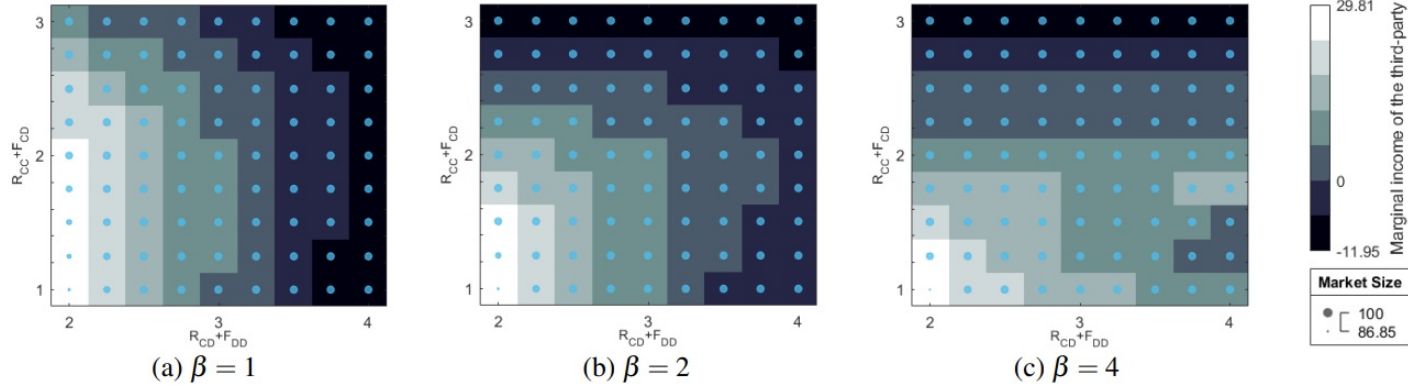 3
2
1
R_CC+F_CD
2
3
4
R_CD+F_DD
(a) β = 1
3
2
1
R_CC+F_CD
2
3
4
R_CD+F_DD
(b) β = 2
3
2
1
R_CC+F_CD
2
3
4
R_CD+F_DD
(c) β = 4
29.81
0
-11.95
Marginal income of the third-party
Market Size
100
86.85